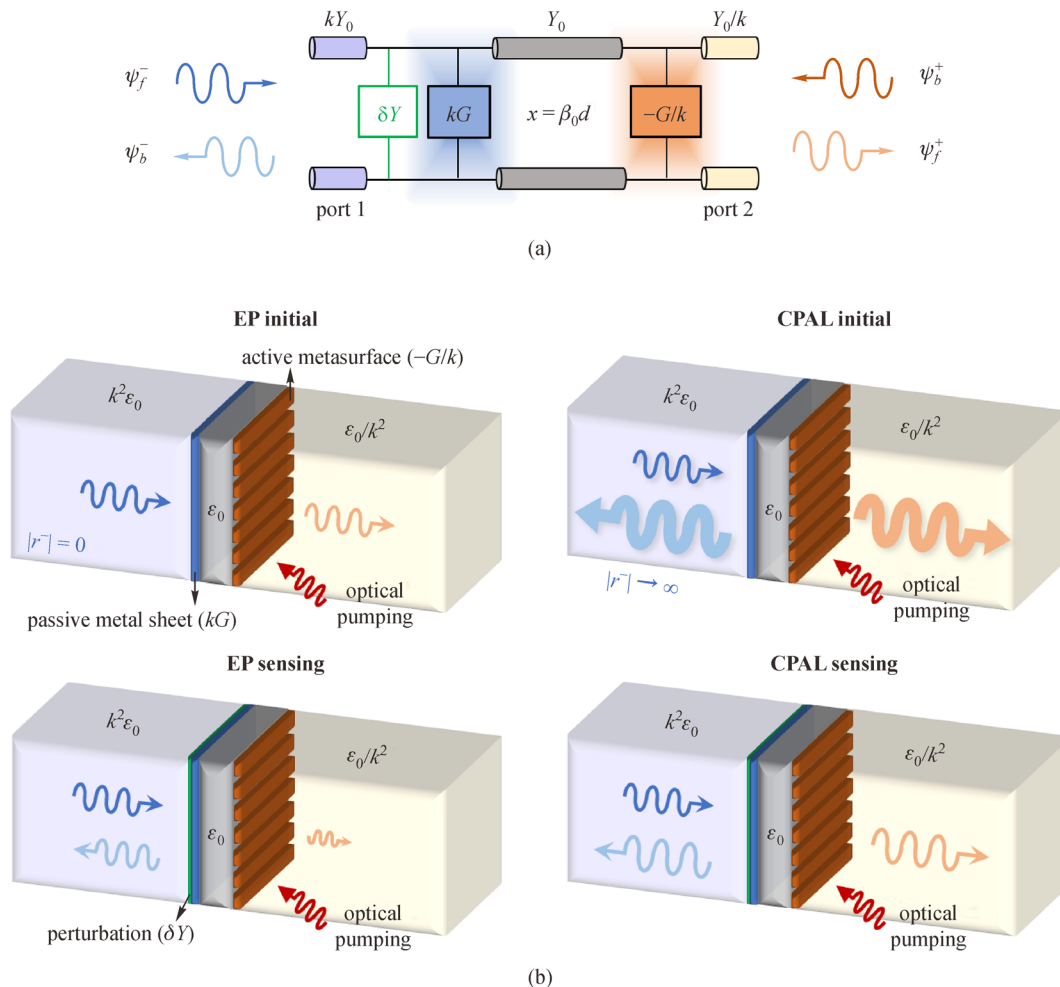 kY₀ Y₀ Y₀/k
ψ_f⁻ ψ_b⁺
δY kG x = β₀d −G/k
ψ_b⁻ ψ_f⁺
port 1 port 2
(a)
EP initial CPAL initial
active metasurface (−G/k)
k²ε₀ k²ε₀
ε₀/k² ε₀/k²
ε₀ ε₀
|r⁻| = 0
|r⁻| → ∞
optical optical
passive metal sheet (kG) pumping pumping
EP sensing CPAL sensing
k²ε₀ k²ε₀
ε₀/k² ε₀/k²
ε₀ ε₀
optical optical
perturbation (δY) pumping pumping
(b)